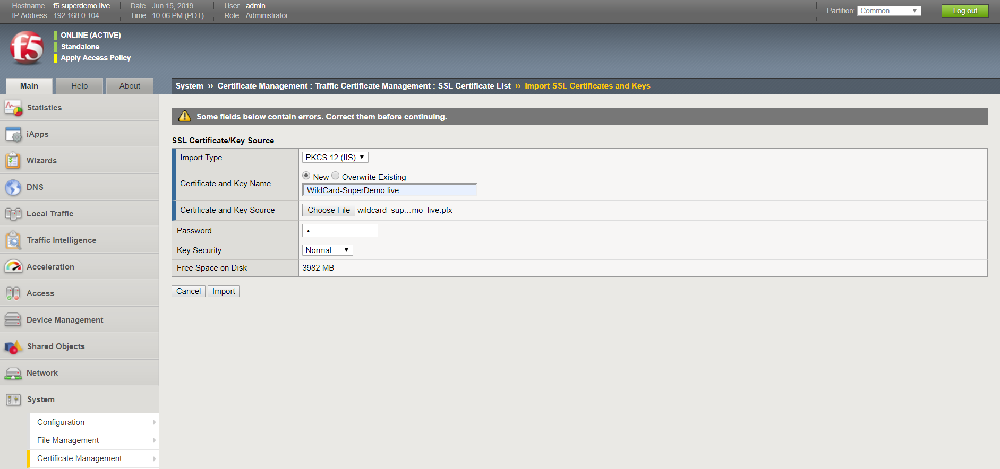 Hostname f5.superdemo.live Date Jun 15, 2019 User admin Partition: Common Log out
IP Address 192.168.0.104 Time 10:06 PM (PDT) Role Administrator
f5
ONLINE (ACTIVE)
Standalone
Apply Access Policy
Main Help About
System ›› Certificate Management : Traffic Certificate Management : SSL Certificate List ›› Import SSL Certificates and Keys
Statistics
iApps
Wizards
DNS
Local Traffic
Traffic Intelligence
Acceleration
Access
Device Management
Shared Objects
Network
System
Configuration
File Management
Certificate Management
Some fields below contain errors. Correct them before continuing.
SSL Certificate/Key Source
Import Type PKCS 12 (IIS)
Certificate and Key Name New Overwrite Existing
WildCard-SuperDemo.live
Certificate and Key Source Choose File wildcard_sup…mo_live.pfx
Password •
Key Security Normal
Free Space on Disk 3982 MB
Cancel Import